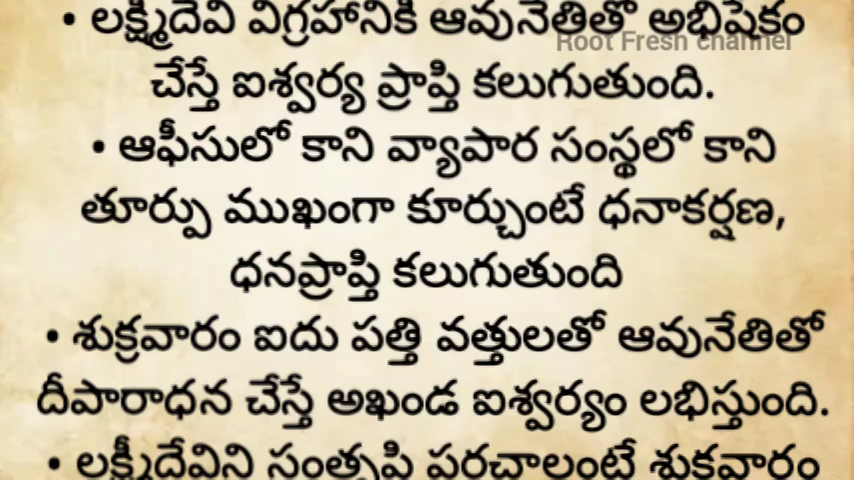 • లక్ష్మీదేవి విగ్రహానికి ఆవునేతితో అభిషేకం
Root Fresh channel
చేస్తే ఐశ్వర్య ప్రాప్తి కలుగుతుంది.
• ఆఫీసులో కాని వ్యాపార సంస్థలో కాని
తూర్పు ముఖంగా కూర్చుంటే ధనాకర్షణ,
ధనప్రాప్తి కలుగుతుంది
• శుక్రవారం ఐదు పత్తి వత్తులతో ఆవునేతితో
దీపారాధన చేస్తే అఖండ ఐశ్వర్యం లభిస్తుంది.
• లక్ష్మీదేవిని సంతృప్తి పరచాలంటే శుక్రవారం